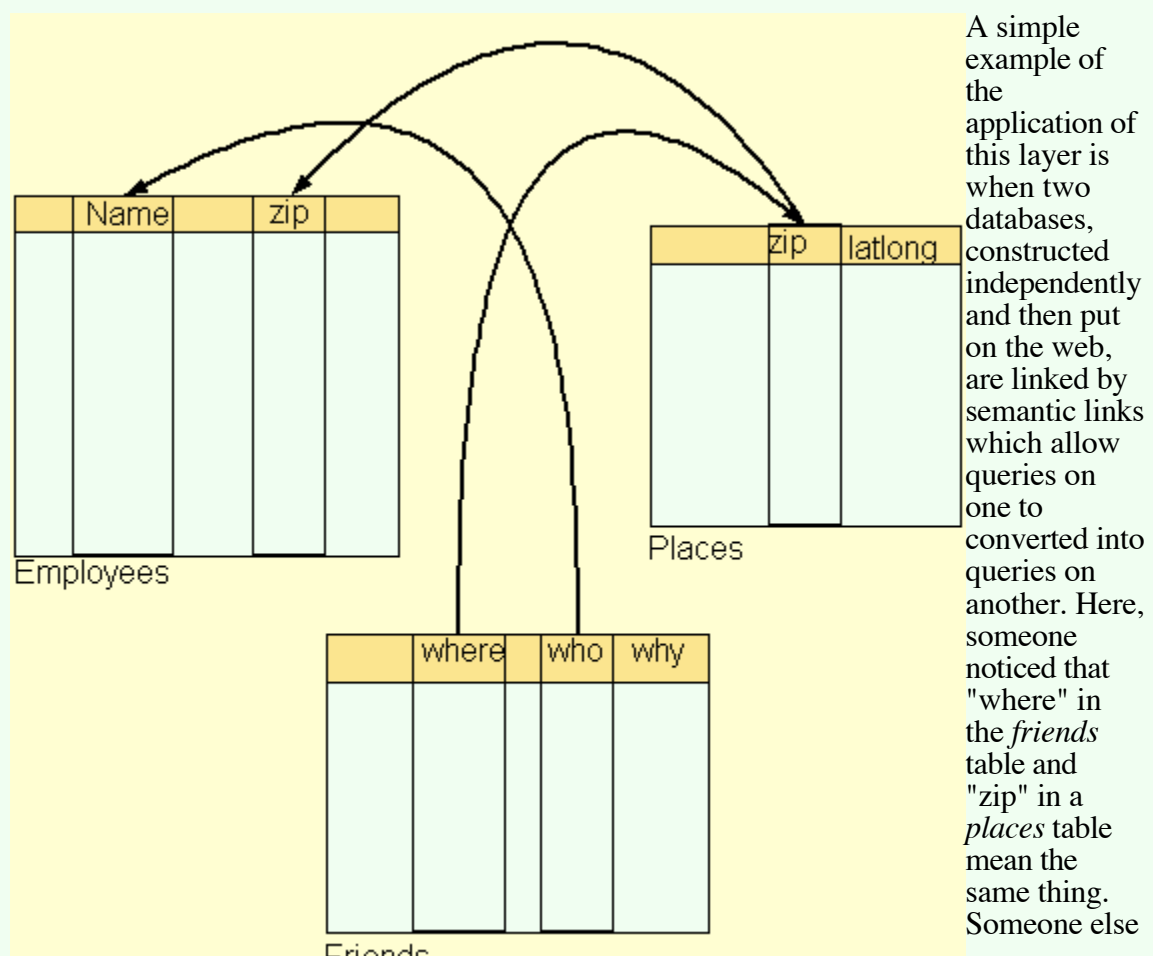 Name
zip
zip
latlong
Employees
Places
where
who
why
Friends
A simple
example of
the
application of
this layer is
when two
databases,
constructed
independently
and then put
on the web,
are linked by
semantic links
which allow
queries on
one to
converted into
queries on
another. Here,
someone
noticed that
"where" in
the friends
table and
"zip" in a
places table
mean the
same thing.
Someone else